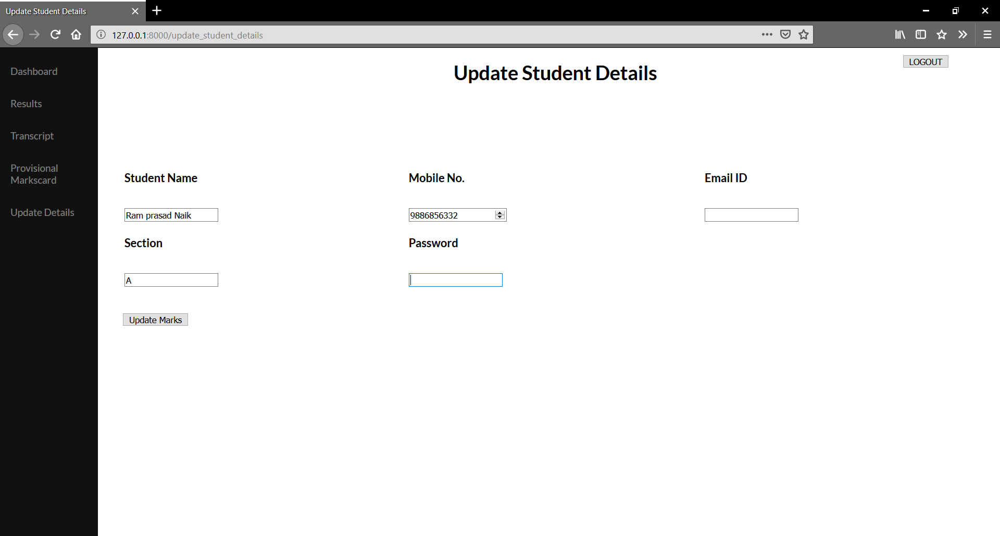 Update Student Details
127.0.0.1:8000/update_student_details
Dashboard
Results
Transcript
Provisional
Markscard
Update Details
LOGOUT
Update Student Details
Student Name
Mobile No.
Email ID
Ram prasad Naik
9886856332
Section
Password
A
Update Marks